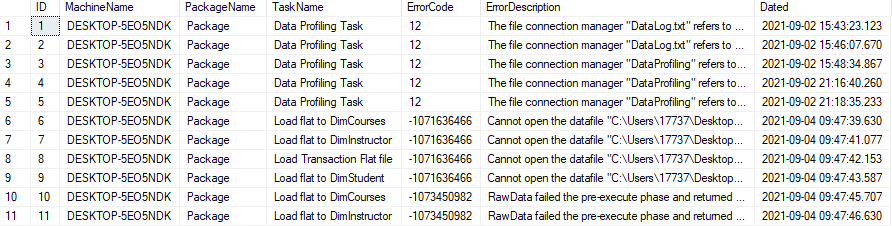 ID MachineName PackageName TaskName ErrorCode ErrorDescription Dated
1 1 DESKTOP-5EO5NDK Package Data Profiling Task 12 The file connection manager "DataLog.txt" refers to ... 2021-09-02 15:43:23.123
2 2 DESKTOP-5EO5NDK Package Data Profiling Task 12 The file connection manager "DataLog.txt" refers to ... 2021-09-02 15:46:07.670
3 3 DESKTOP-5EO5NDK Package Data Profiling Task 12 The file connection manager "DataProfiling" refers to... 2021-09-02 15:48:34.867
4 4 DESKTOP-5EO5NDK Package Data Profiling Task 12 The file connection manager "DataProfiling" refers to... 2021-09-02 21:16:40.260
5 5 DESKTOP-5EO5NDK Package Data Profiling Task 12 The file connection manager "DataProfiling" refers to... 2021-09-02 21:18:35.233
6 6 DESKTOP-5EO5NDK Package Load flat to DimCourses -1071636466 Cannot open the datafile "C:\Users\17737\Desktop... 2021-09-04 09:47:39.630
7 7 DESKTOP-5EO5NDK Package Load flat to DimInstructor -1071636466 Cannot open the datafile "C:\Users\17737\Desktop... 2021-09-04 09:47:41.077
8 8 DESKTOP-5EO5NDK Package Load Transaction Flat file -1071636466 Cannot open the datafile "C:\Users\17737\Desktop... 2021-09-04 09:47:42.153
9 9 DESKTOP-5EO5NDK Package Load flat to DimStudent -1071636466 Cannot open the datafile "C:\Users\17737\Desktop... 2021-09-04 09:47:43.587
10 10 DESKTOP-5EO5NDK Package Load flat to DimCourses -1073450982 RawData failed the pre-execute phase and returned ... 2021-09-04 09:47:45.707
11 11 DESKTOP-5EO5NDK Package Load flat to DimInstructor -1073450982 RawData failed the pre-execute phase and returned ... 2021-09-04 09:47:46.630